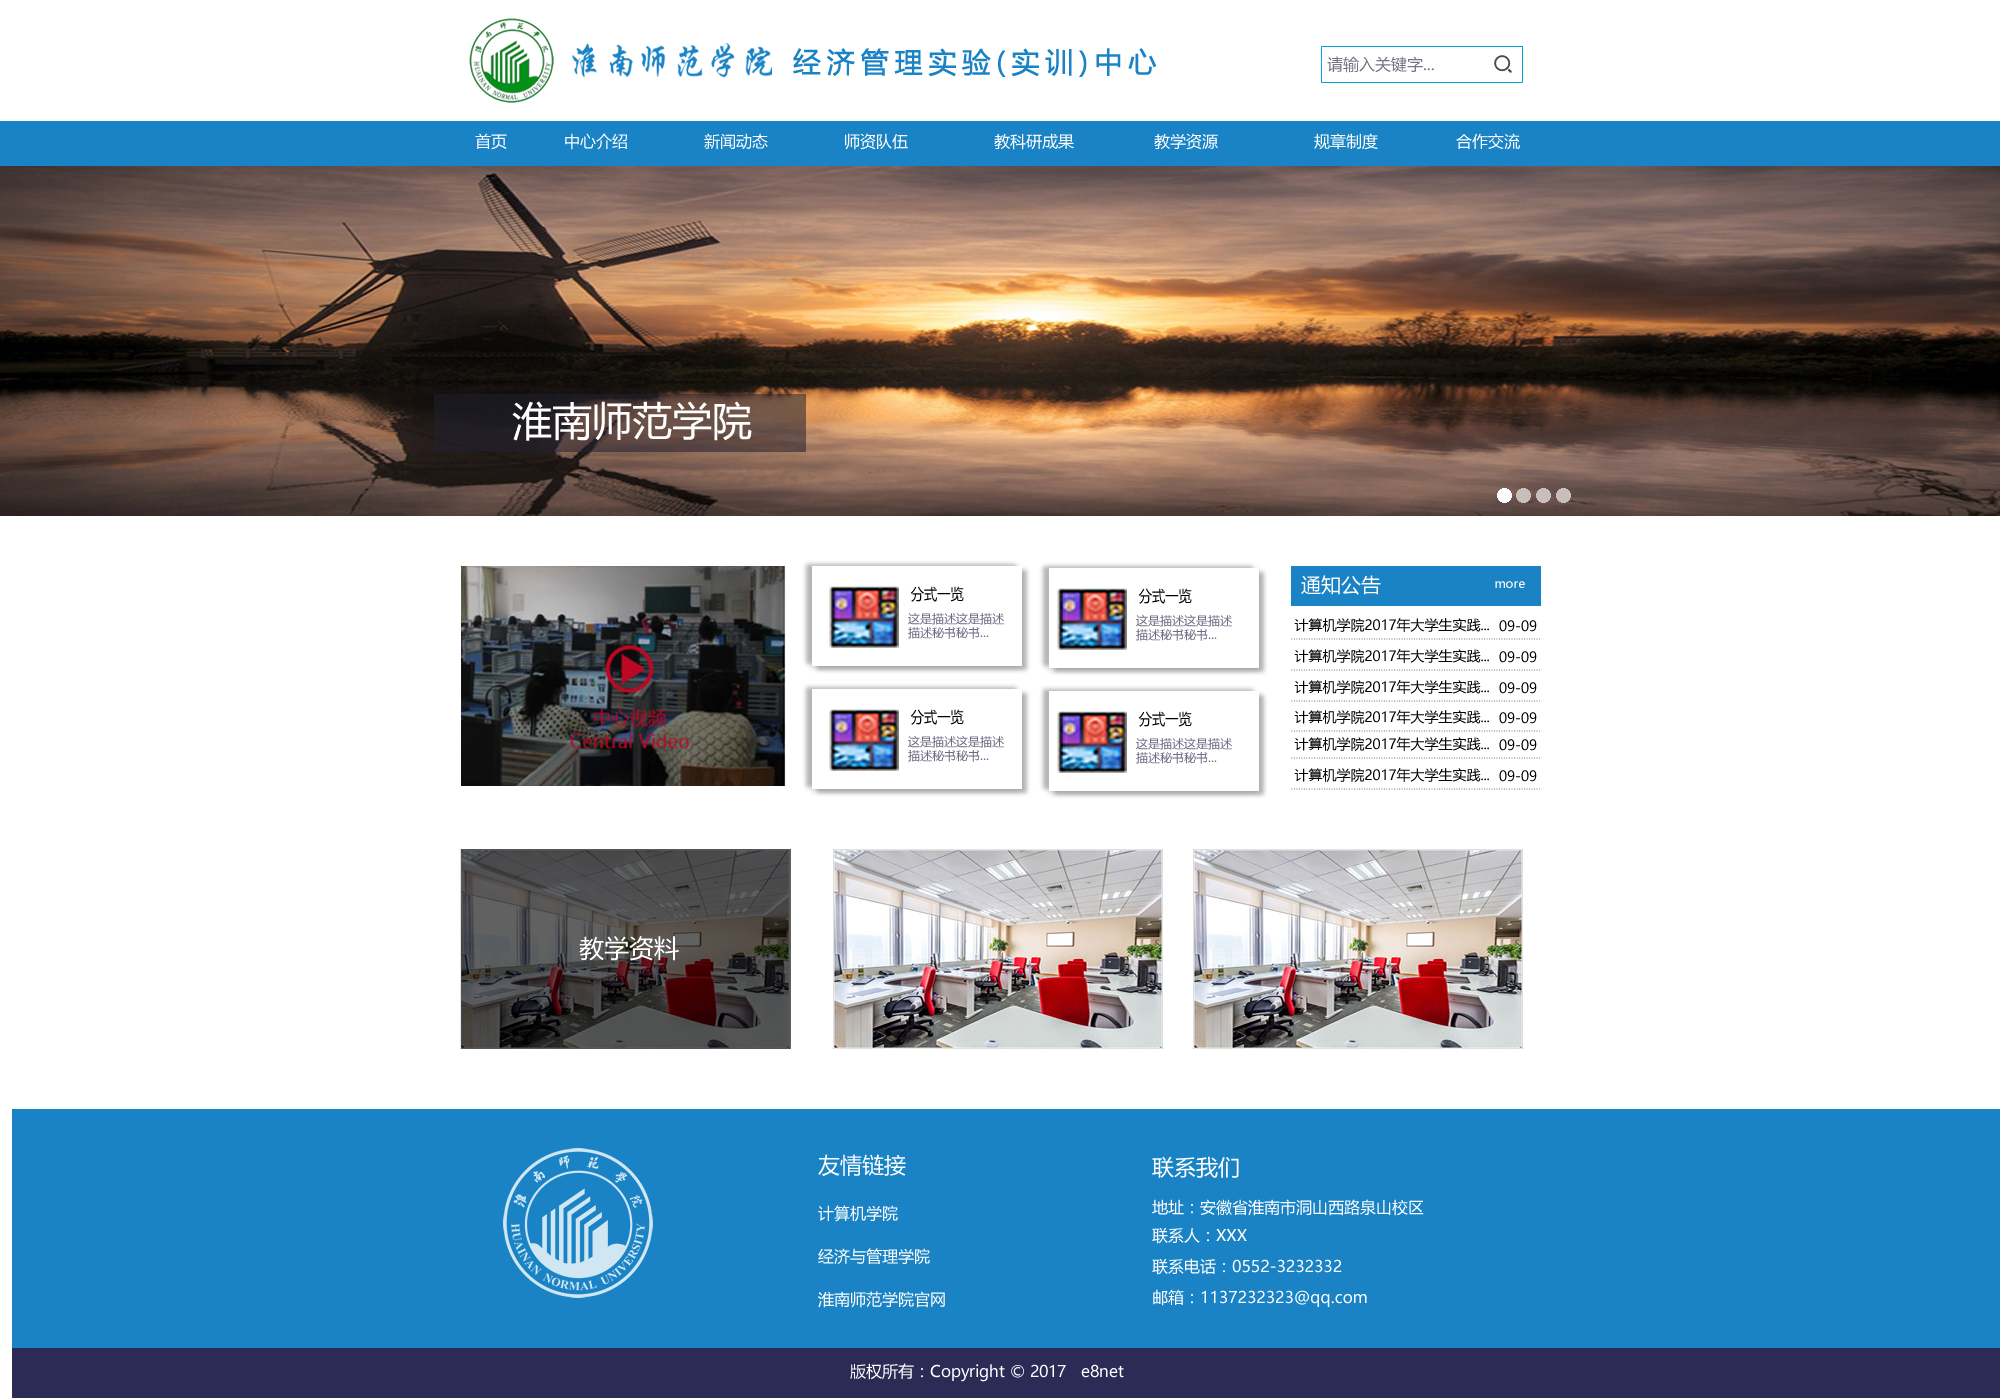 淮南师范学院 经济管理实验(实训)中心
请输入关键字...
HUAINAN NORMAL UNIVERSITY
首页 中心介绍 新闻动态 师资队伍 教科研成果 教学资源 规章制度 合作交流
淮南师范学院
中心视频
Central Video
分式一览
这是描述这是描述
描述秘书秘书...
分式一览
这是描述这是描述
描述秘书秘书...
分式一览
这是描述这是描述
描述秘书秘书...
分式一览
这是描述这是描述
描述秘书秘书...
通知公告 more
计算机学院2017年大学生实践... 09-09
计算机学院2017年大学生实践... 09-09
计算机学院2017年大学生实践... 09-09
计算机学院2017年大学生实践... 09-09
计算机学院2017年大学生实践... 09-09
计算机学院2017年大学生实践... 09-09
教学资料
淮南师范学院
HUAINAN NORMAL UNIVERSITY
友情链接
计算机学院
经济与管理学院
淮南师范学院官网
联系我们
地址：安徽省淮南市洞山西路泉山校区
联系人：XXX
联系电话：0552-3232332
邮箱：1137232323@qq.com
版权所有：Copyright © 2017 e8net